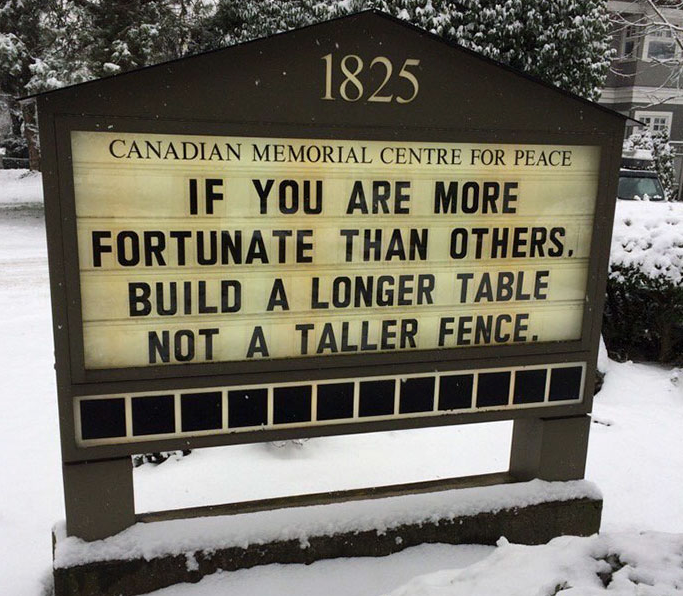 1825
CANADIAN MEMORIAL CENTRE FOR PEACE
IF YOU ARE MORE
FORTUNATE THAN OTHERS,
BUILD A LONGER TABLE
NOT A TALLER FENCE.